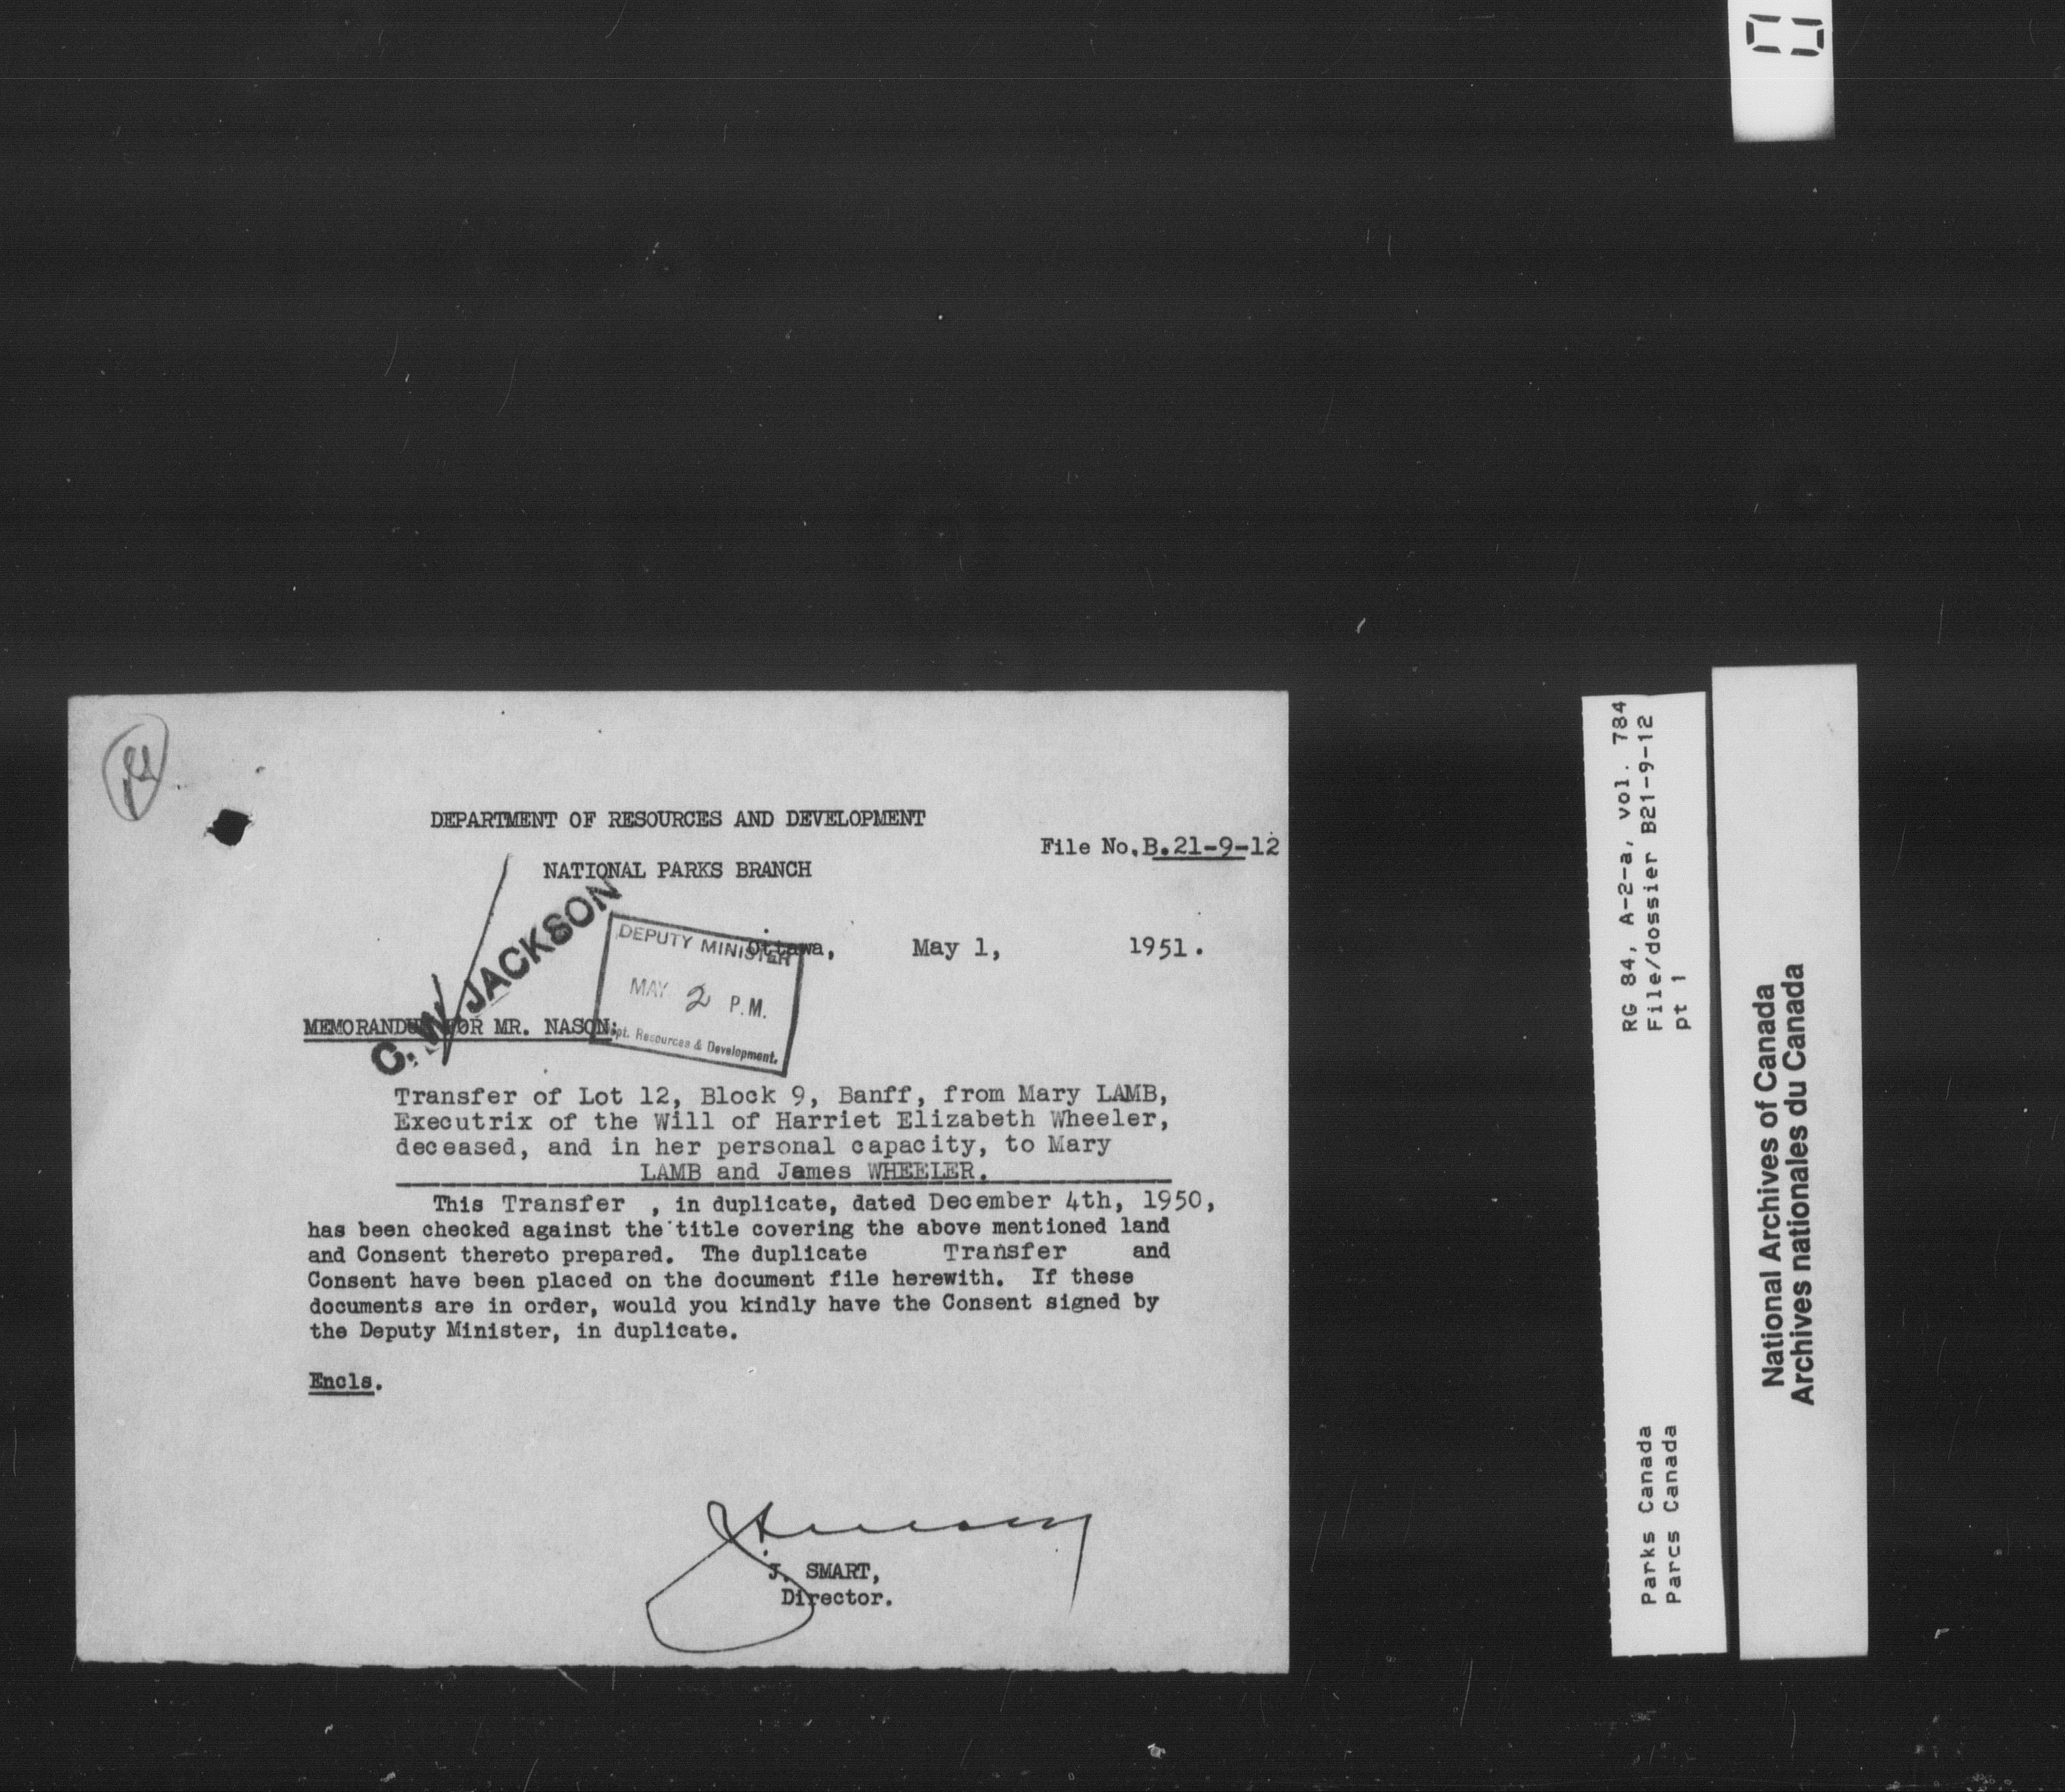 DEPARTMENT OF RESOURCES AND DEVELOPMENT
File No. B. 21-9-12
NATIONAL PARKS BRANCH
C. W. JACKSON
DEPUTY MINISTER
MAY 2 P.M.
Dept. Resources & Development.
Ottawa, May 1, 1951.
MEMORANDUM FOR MR. NASON:
Transfer of Lot 12, Block 9, Banff, from Mary LAMB,
Executrix of the Will of Harriet Elizabeth Wheeler,
deceased, and in her personal capacity, to Mary
LAMB and James WHEELER.
This Transfer , in duplicate, dated December 4th, 1950,
has been checked against the title covering the above mentioned land
and Consent thereto prepared. The duplicate Transfer and
Consent have been placed on the document file herewith. If these
documents are in order, would you kindly have the Consent signed by
the Deputy Minister, in duplicate.
Encls.
J. SMART,
Director.
RG 84, A-2-a, vol. 784
File/dossier B21-9-12
pt 1
Parks Canada
Parcs Canada
National Archives of Canada
Archives nationales du Canada